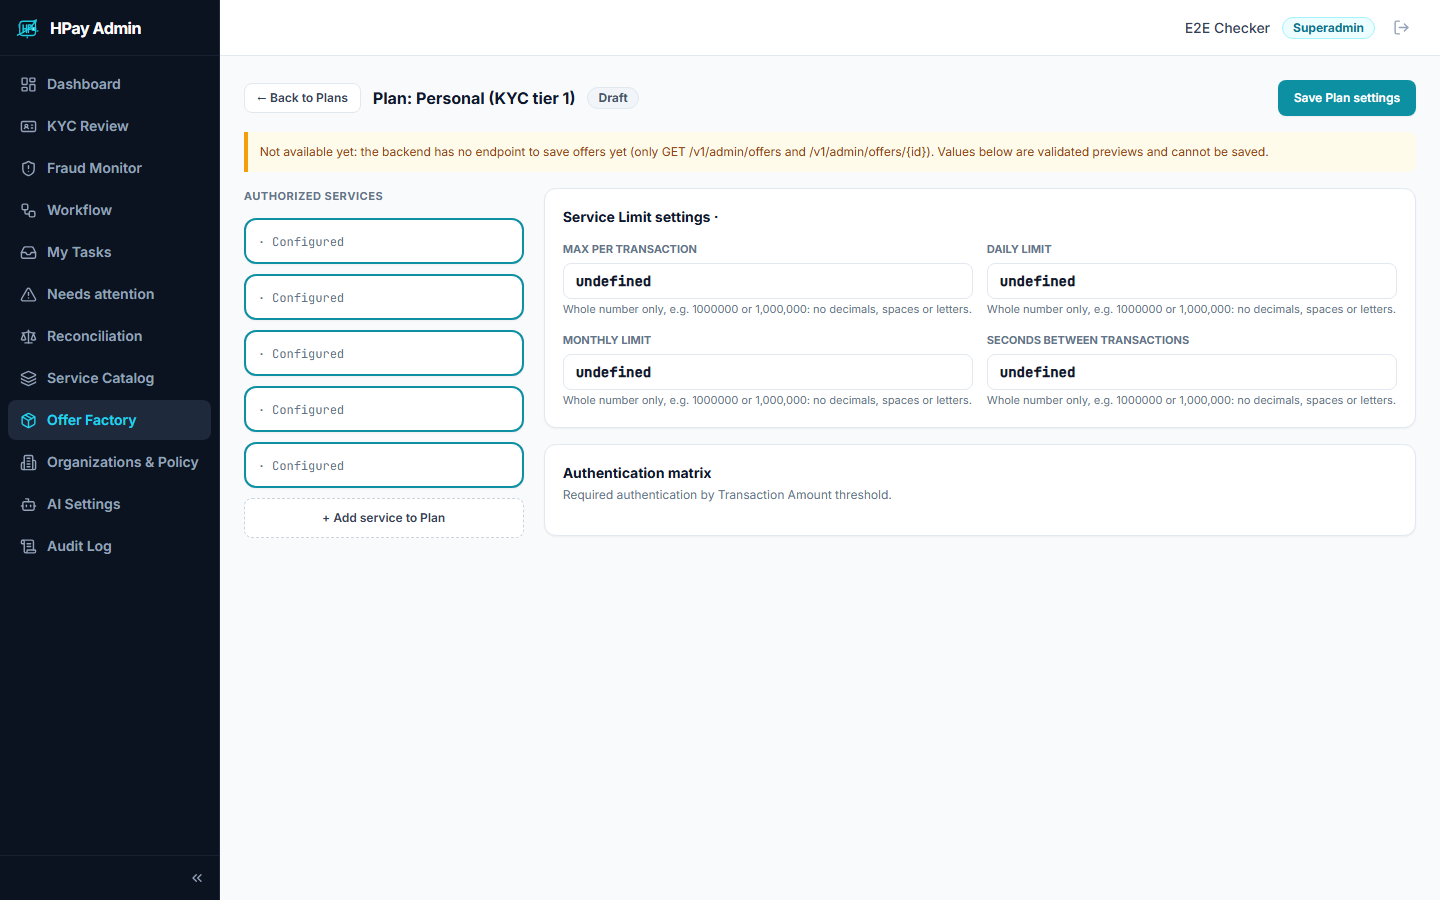 HPay Admin
E2E Checker
Superadmin
Dashboard
KYC Review
Fraud Monitor
Workflow
My Tasks
Needs attention
Reconciliation
Service Catalog
Offer Factory
Organizations & Policy
AI Settings
Audit Log
← Back to Plans
Plan: Personal (KYC tier 1)
Draft
Save Plan settings
Not available yet: the backend has no endpoint to save offers yet (only GET /v1/admin/offers and /v1/admin/offers/{id}). Values below are validated previews and cannot be saved.
AUTHORIZED SERVICES
· Configured
· Configured
· Configured
· Configured
· Configured
+ Add service to Plan
Service Limit settings ·
MAX PER TRANSACTION
undefined
Whole number only, e.g. 1000000 or 1,000,000: no decimals, spaces or letters.
DAILY LIMIT
undefined
Whole number only, e.g. 1000000 or 1,000,000: no decimals, spaces or letters.
MONTHLY LIMIT
undefined
Whole number only, e.g. 1000000 or 1,000,000: no decimals, spaces or letters.
SECONDS BETWEEN TRANSACTIONS
undefined
Whole number only, e.g. 1000000 or 1,000,000: no decimals, spaces or letters.
Authentication matrix
Required authentication by Transaction Amount threshold.